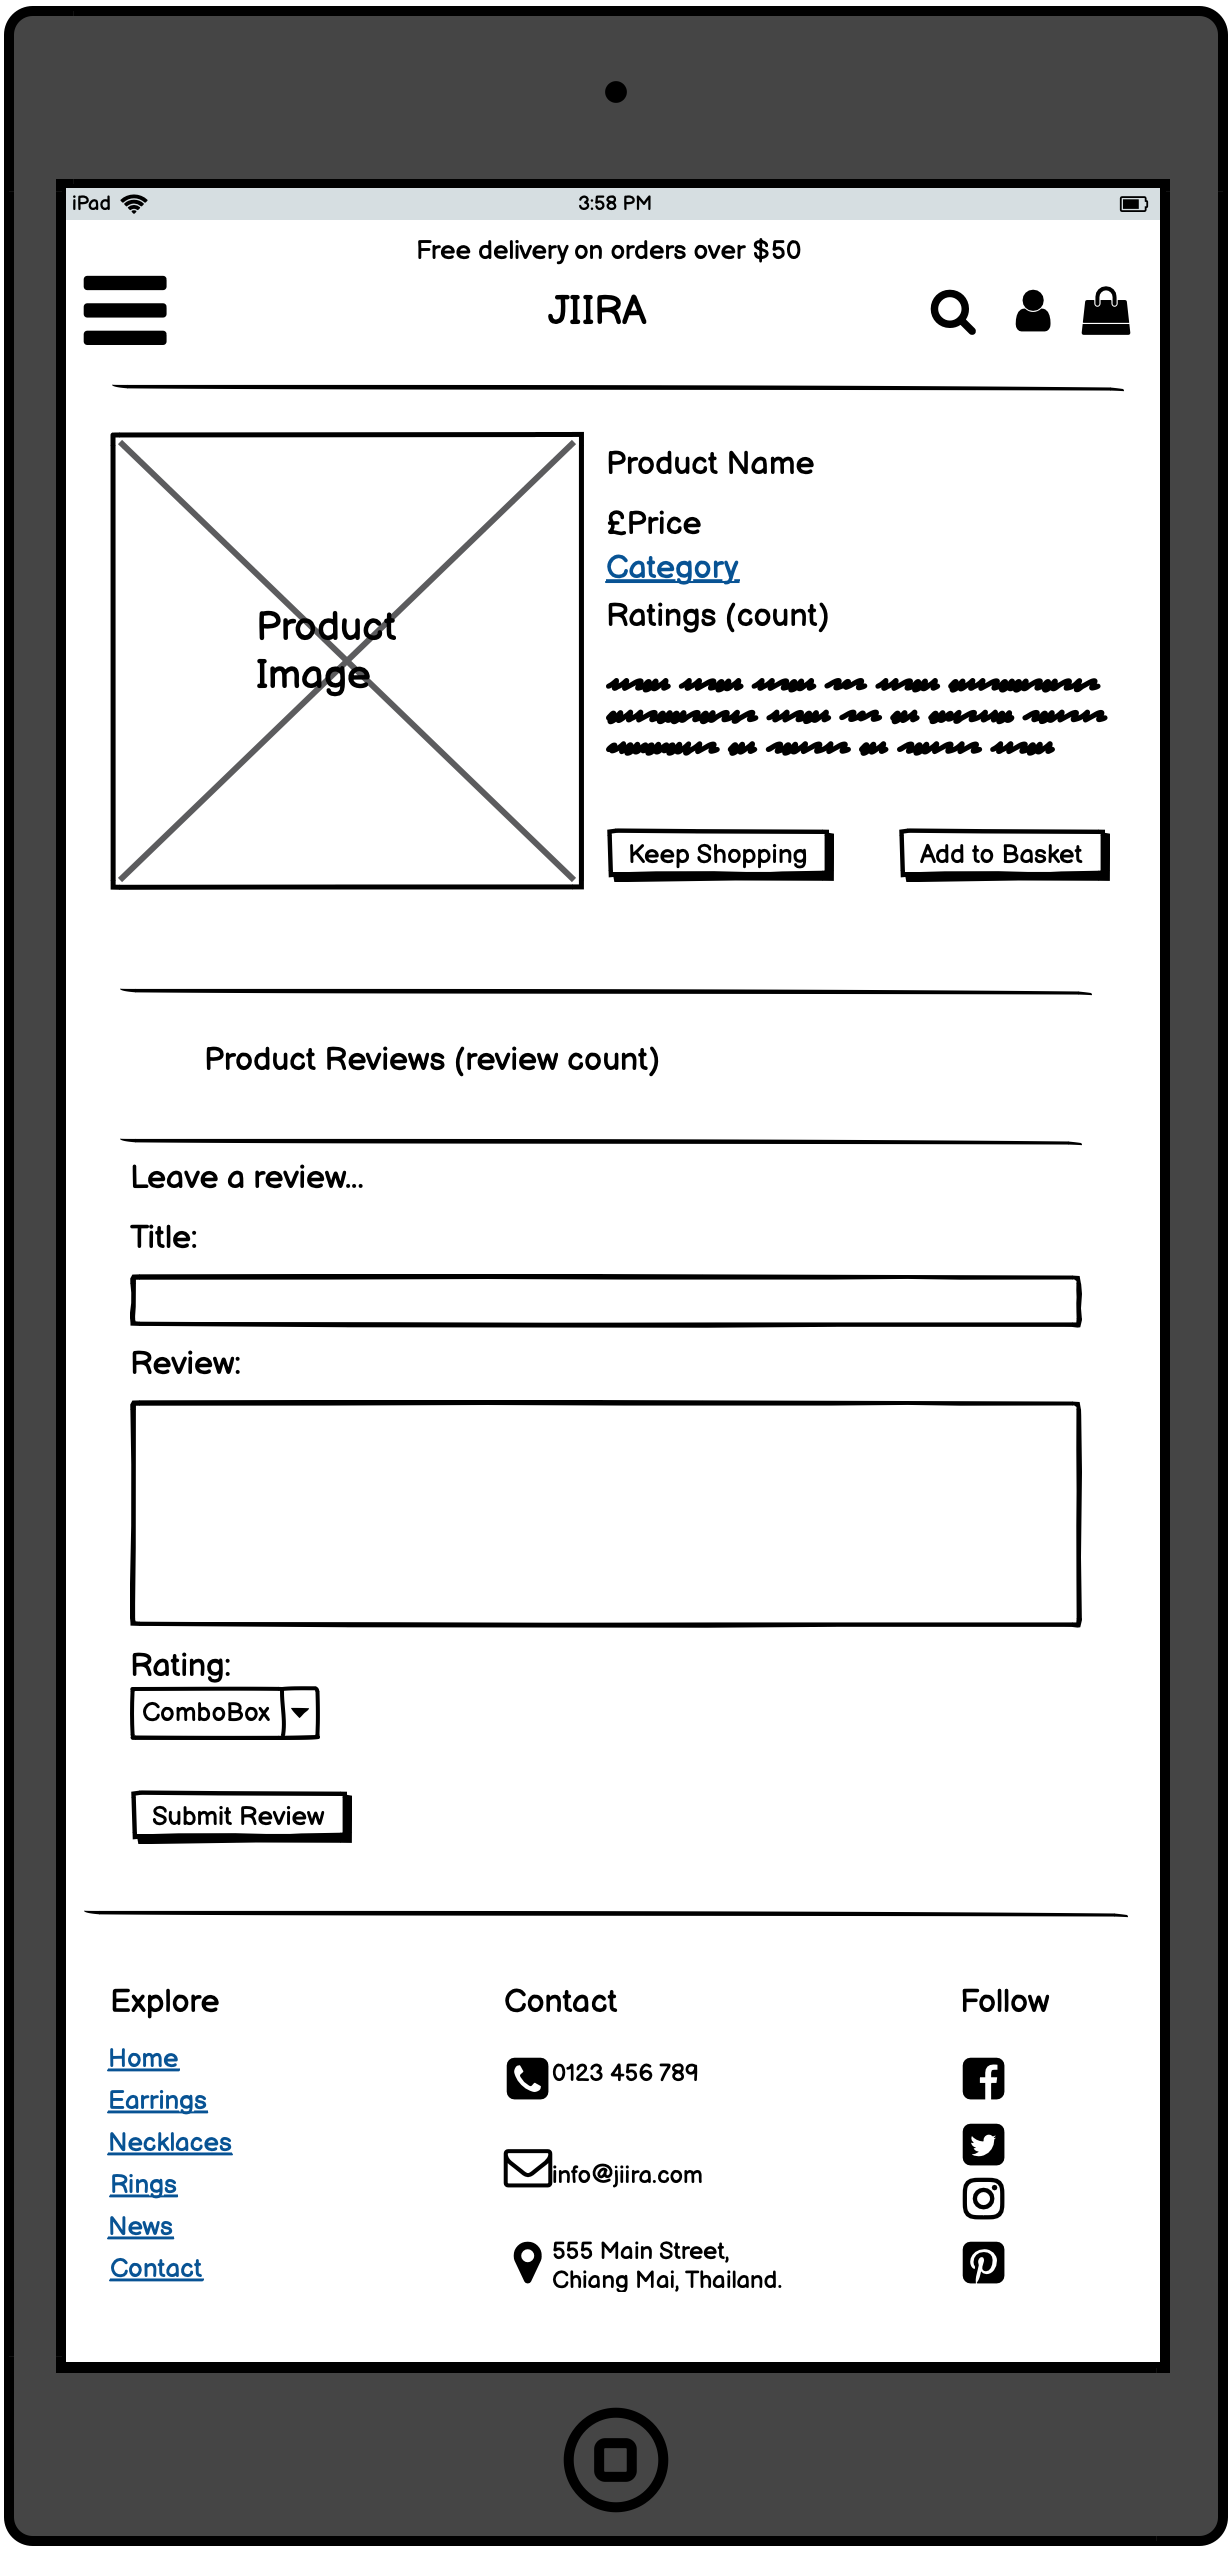 iPad
3:58 PM
Free delivery on orders over $50
JIIRA
Product
Image
Product Name
£Price
Category
Ratings (count)
Keep Shopping
Add to Basket
Product Reviews (review count)
Leave a review...
Title:
Review:
Rating:
ComboBox
Submit Review
Explore
Home
Earrings
Necklaces
Rings
News
Contact
Contact
0123 456 789
info@jiira.com
555 Main Street,
Chiang Mai, Thailand.
Follow